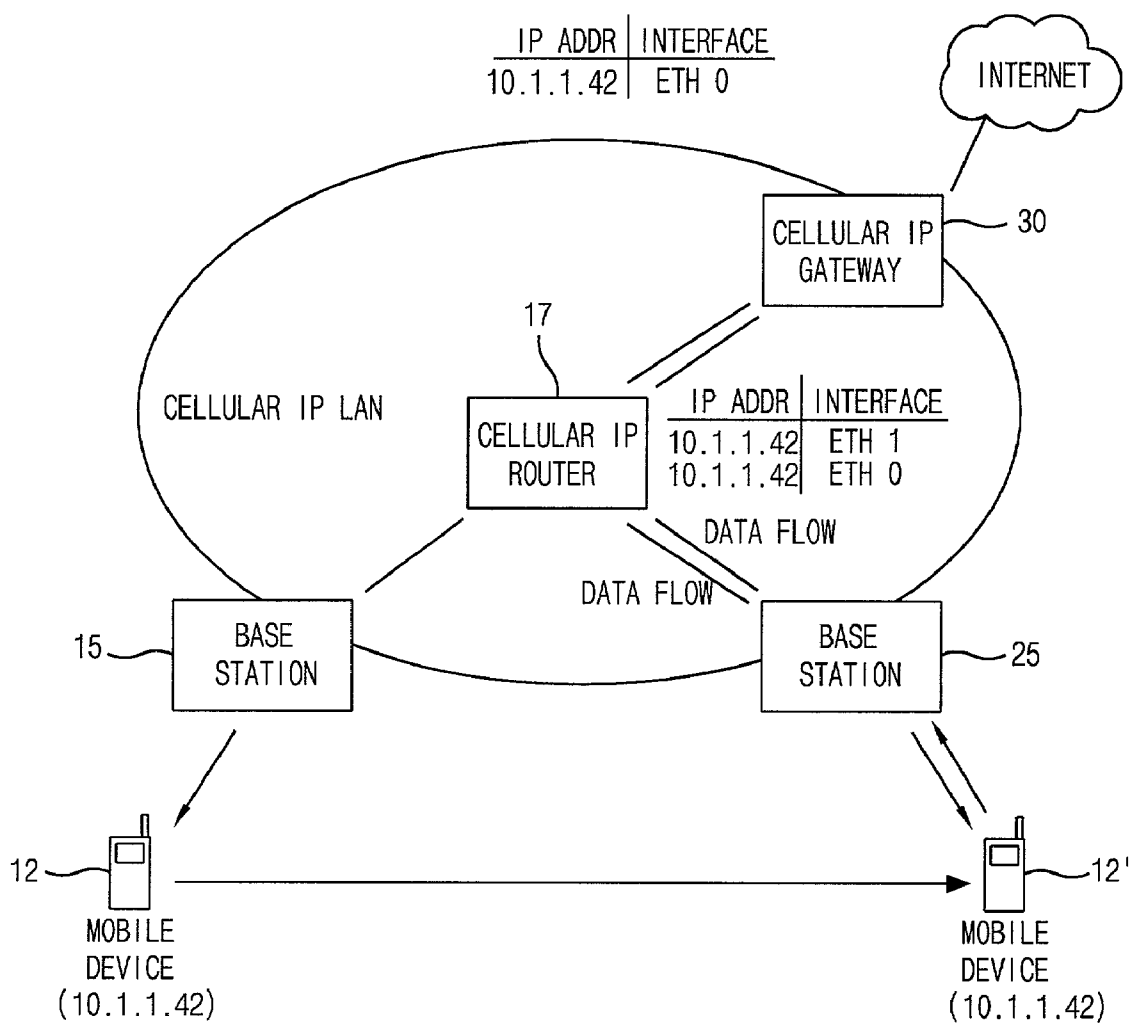 IP ADDR INTERFACE
10.1.1.42 ETH 0
INTERNET
CELLULAR IP
GATEWAY
30
17
CELLULAR IP LAN
CELLULAR IP
ROUTER
IP ADDR INTERFACE
10.1.1.42 ETH 1
10.1.1.42 ETH 0
DATA FLOW
DATA FLOW
15
BASE
STATION
BASE
STATION
25
12
MOBILE
DEVICE
(10.1.1.42)
12'
MOBILE
DEVICE
(10.1.1.42)